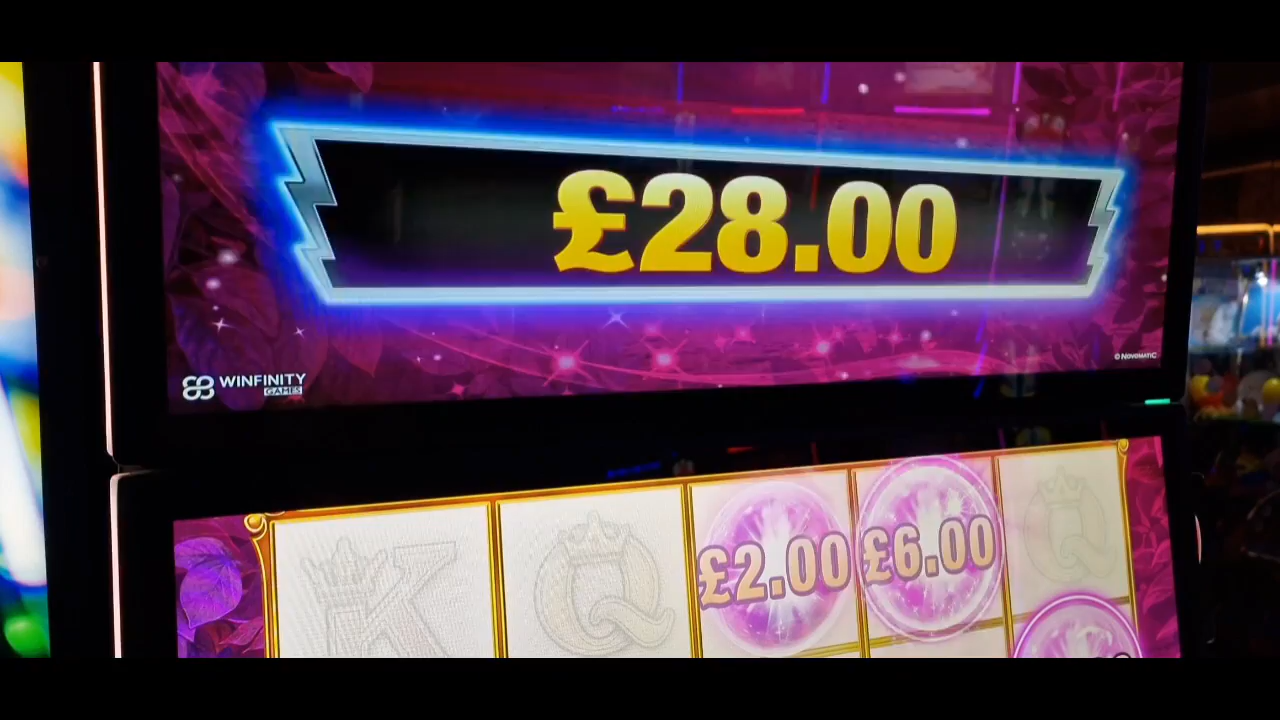 £28.00
WINFINITY
GAMES
© NOVOMATIC
K
Q
£2.00
£6.00
Q